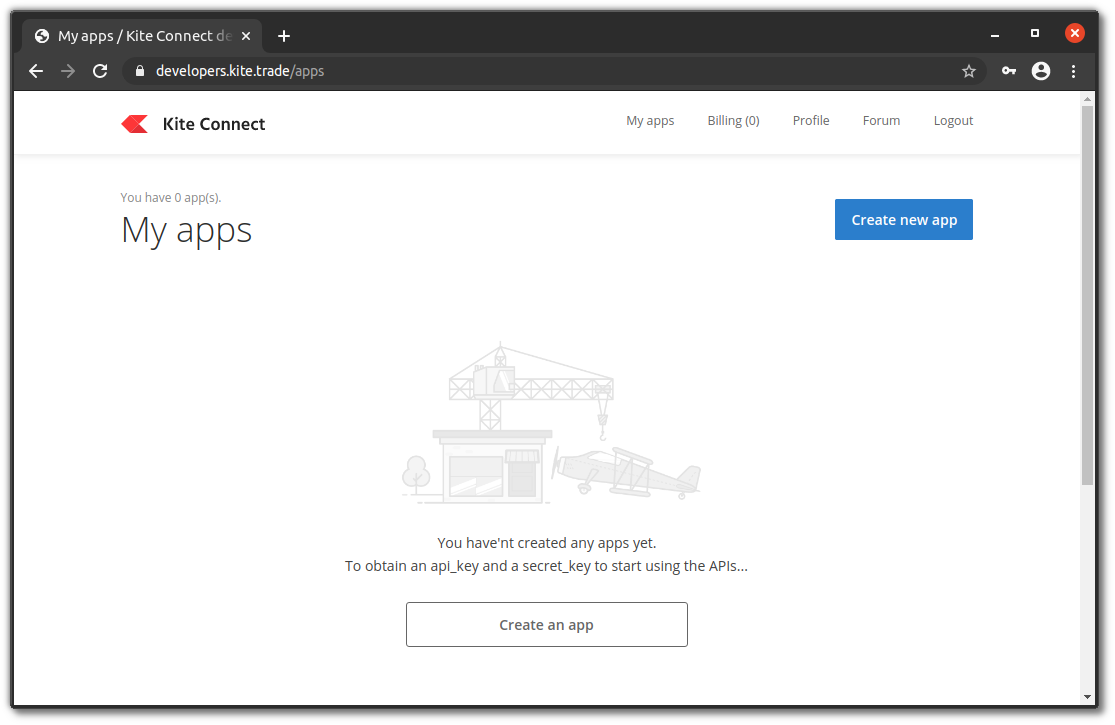 My apps / Kite Connect de
developers.kite.trade/apps
Kite Connect
My apps
Billing (0)
Profile
Forum
Logout
You have 0 app(s).
My apps
Create new app
You have'nt created any apps yet.
To obtain an api_key and a secret_key to start using the APIs...
Create an app